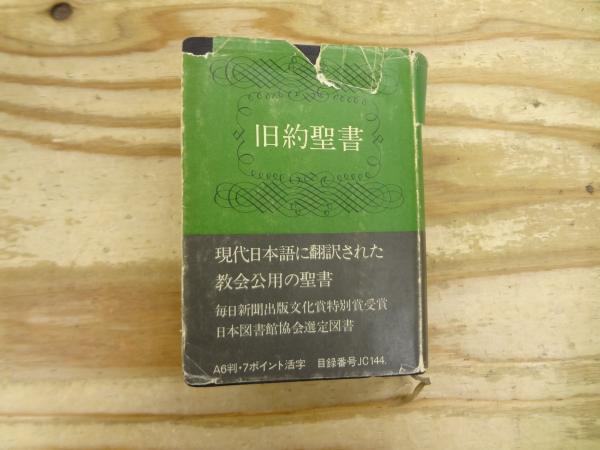 旧約聖書
現代日本語に翻訳された
教会公用の聖書
毎日新聞出版文化賞特別賞受賞
日本図書館協会選定図書
A6判・7ポイント活字 目録番号JC144.